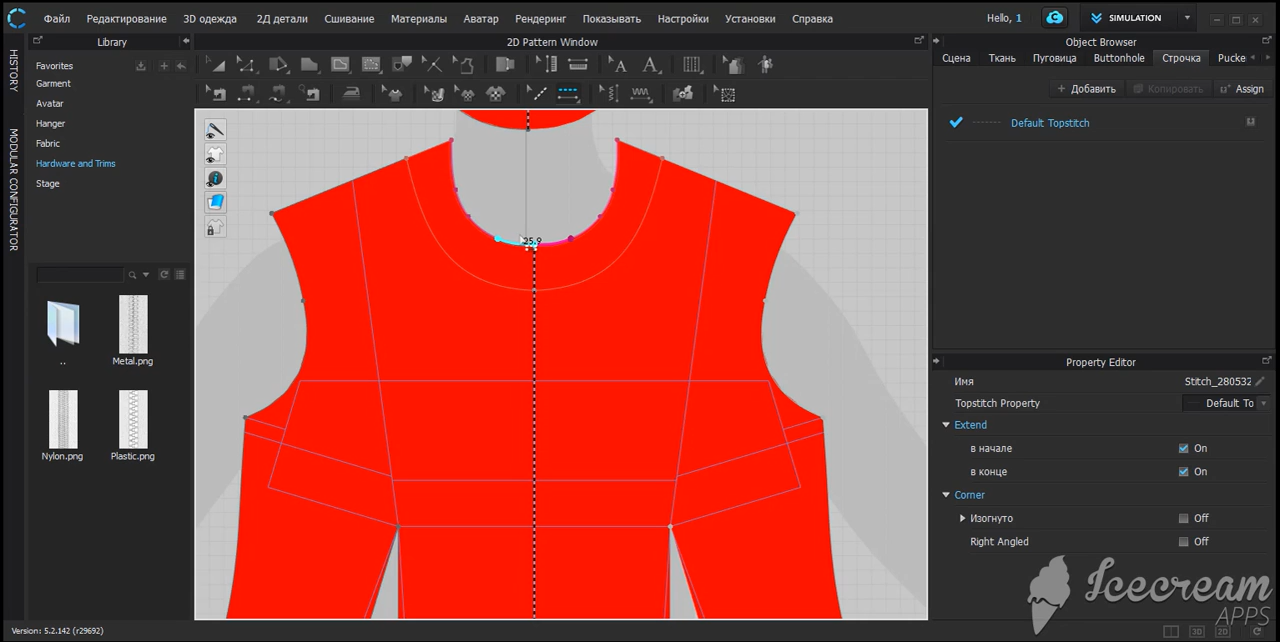 Файл Редактирование 3D одежда 2Д детали Сшивание Материалы Аватар Рендеринг Показывать Настройки Установки Справка Hello, 1 SIMULATION
HISTORY
MODULAR CONFIGURATOR
Library
Favorites
Garment
Avatar
Hanger
Fabric
Hardware and Trims
Stage
..
Metal.png
Nylon.png
Plastic.png
2D Pattern Window
25.9
Object Browser
Сцена Ткань Пуговица Buttonhole Строчка Pucke
+ Добавить Копировать Assign
Default Topstitch
Property Editor
Имя Stitch_280532
Topstitch Property Default To
Extend
в начале On
в конце On
Corner
Изогнуто Off
Right Angled Off
Icecream
APPS
Version: 5.2.142 (r29692)
3D 2D